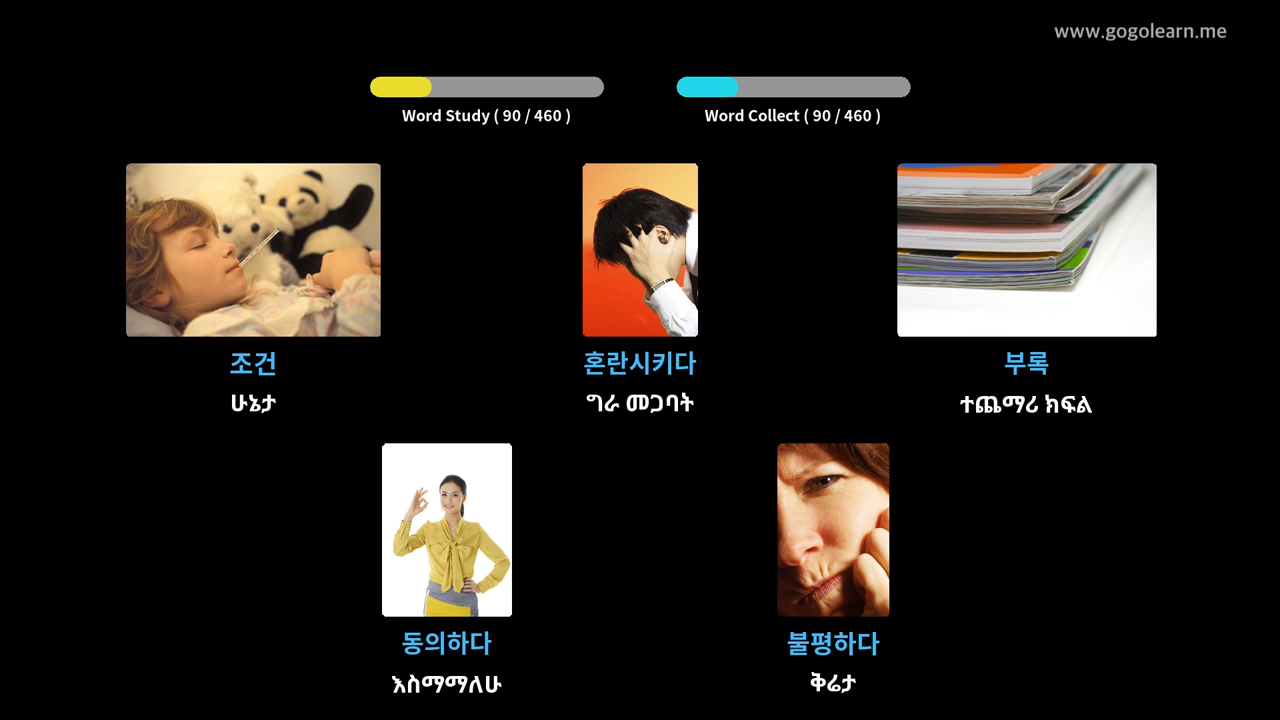 www.gogolearn.me
Word Study ( 90 / 460 )
Word Collect ( 90 / 460 )
조건
ሁኔታ
혼란시키다
ግራ መጋባት
부록
ተጨማሪ ክፍል
동의하다
እስማማለሁ
불평하다
ቅሬታ